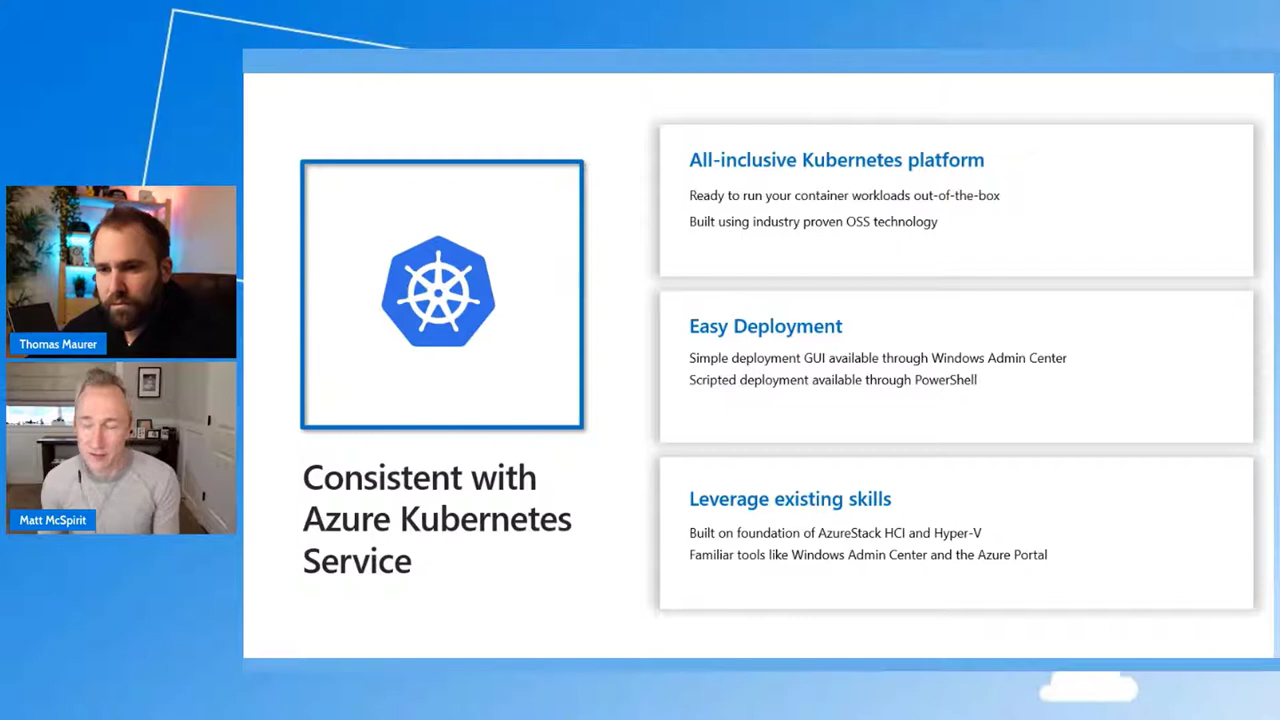 Thomas Maurer
Matt McSpirit
Consistent with
Azure Kubernetes
Service
All-inclusive Kubernetes platform
Ready to run your container workloads out-of-the-box
Built using industry proven OSS technology
Easy Deployment
Simple deployment GUI available through Windows Admin Center
Scripted deployment available through PowerShell
Leverage existing skills
Built on foundation of AzureStack HCI and Hyper-V
Familiar tools like Windows Admin Center and the Azure Portal